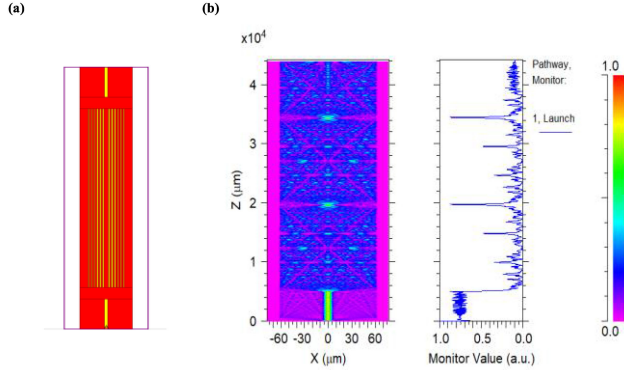 (a)
(b)
x10⁴
4
3
2
1
0
Z (μm)
-60
-30
0
30
60
X (μm)
1.0
0.5
0.0
Monitor Value (a.u.)
Pathway,
Monitor:
1, Launch
1.0
0.0